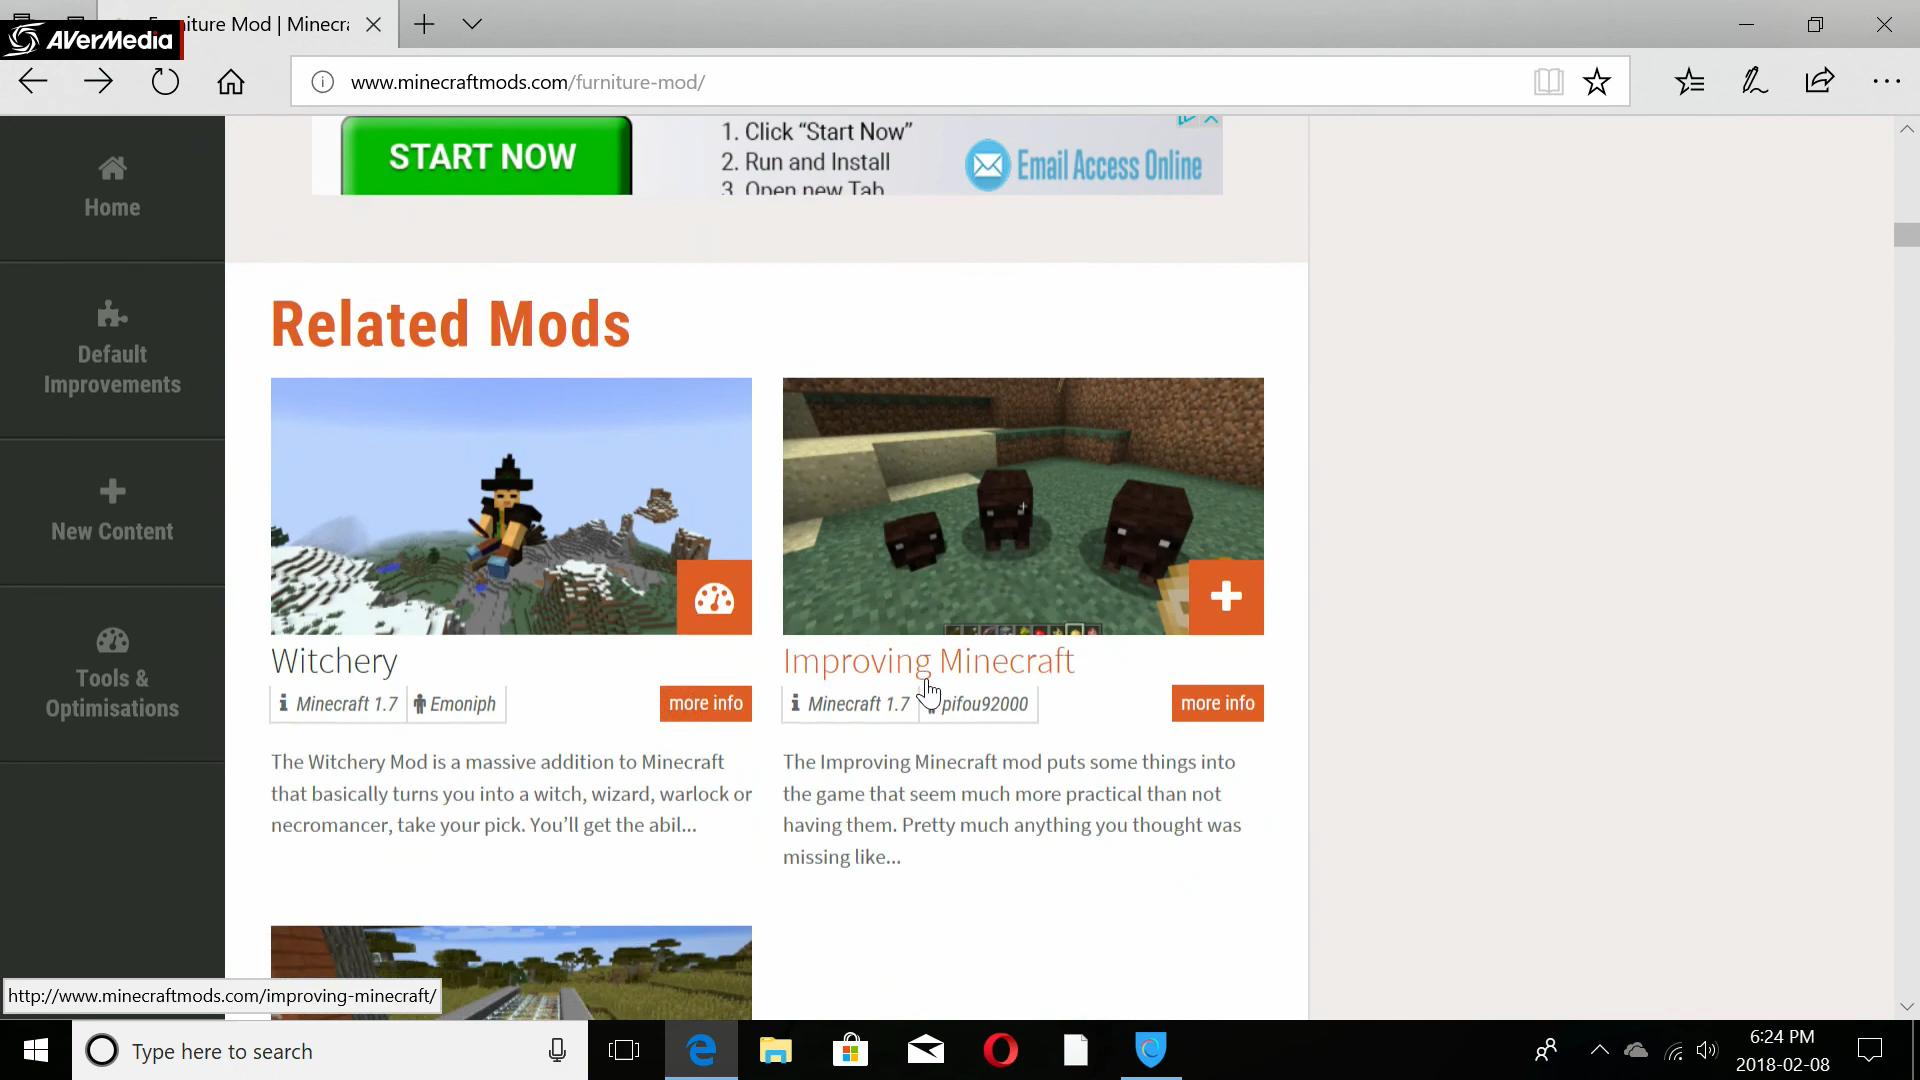 niture Mod | Minecra
AVerMedia
www.minecraftmods.com/furniture-mod/
START NOW
1. Click “Start Now”
2. Run and Install
3. Open new Tab
Email Access Online
Home
Default
Improvements
New Content
Tools &
Optimisations
Related Mods
Witchery
Minecraft 1.7
Emoniph
more info
The Witchery Mod is a massive addition to Minecraft
that basically turns you into a witch, wizard, warlock or
necromancer, take your pick. You’ll get the abil...
Improving Minecraft
Minecraft 1.7
pifou92000
more info
The Improving Minecraft mod puts some things into
the game that seem much more practical than not
having them. Pretty much anything you thought was
missing like...
http://www.minecraftmods.com/improving-minecraft/
Type here to search
6:24 PM
2018-02-08